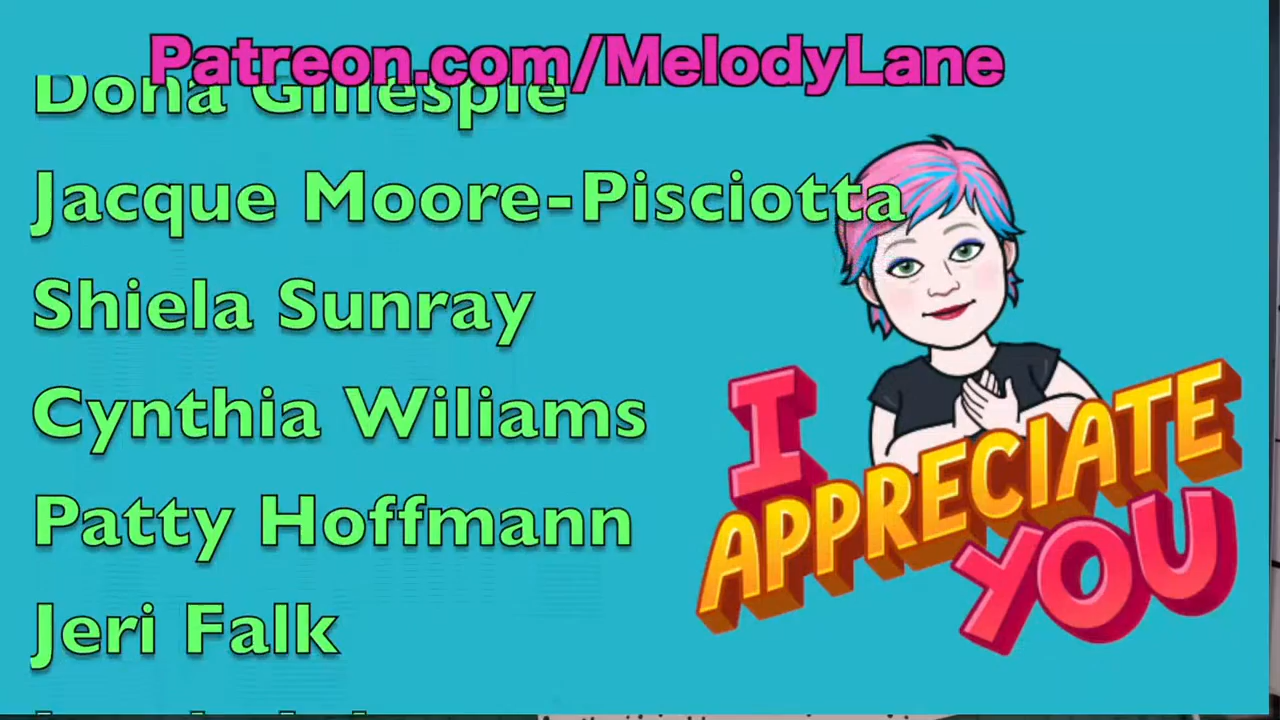 Patreon.com/MelodyLane
Dona Gillespie
Jacque Moore-Pisciotta
Shiela Sunray
Cynthia Wiliams
Patty Hoffmann
Jeri Falk
I
APPRECIATE
YOU